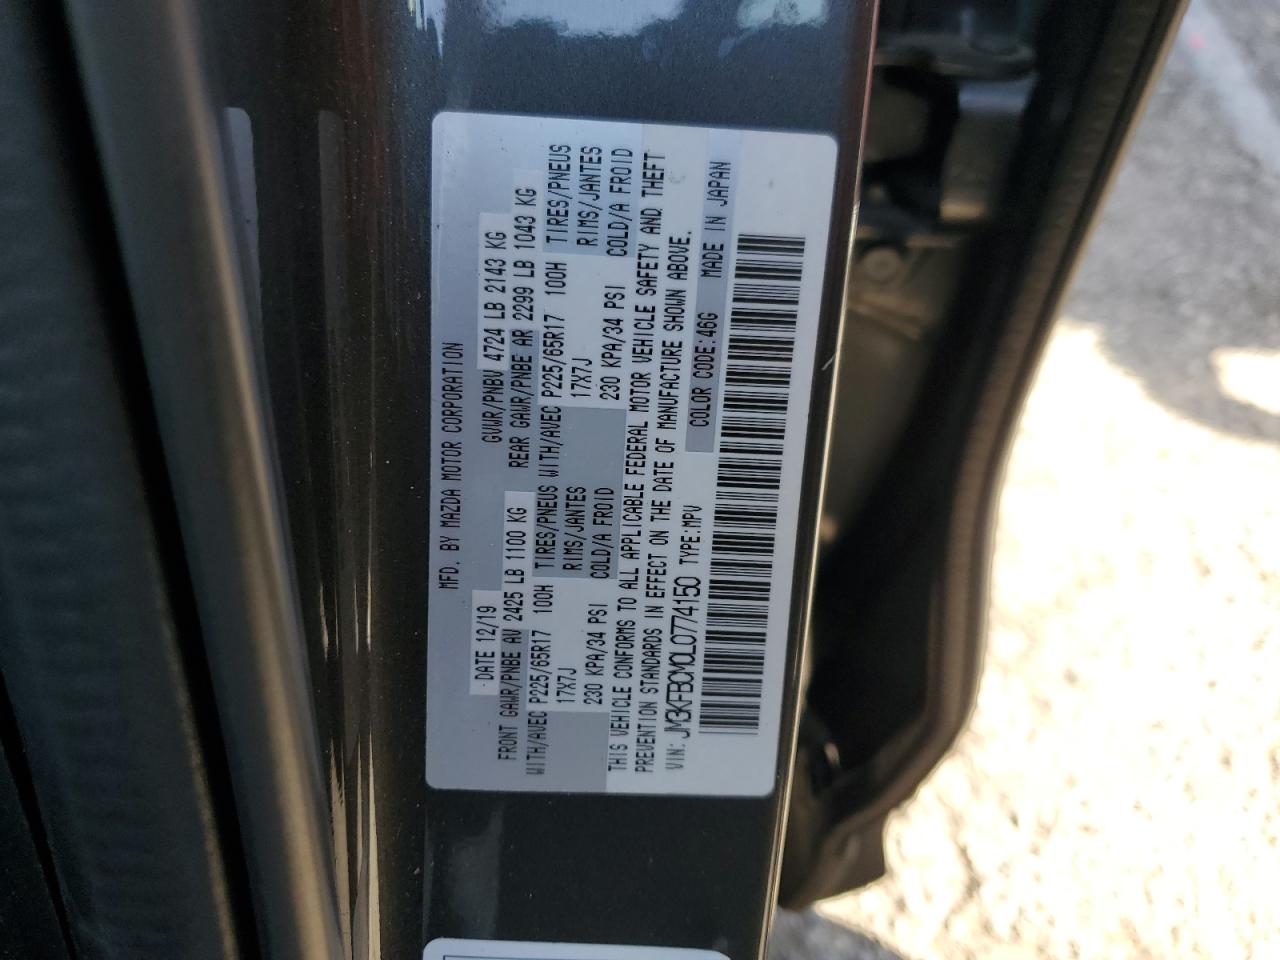 MFD. BY MAZDA MOTOR CORPORATION
DATE 12/19 GVWR/PNBV 4724 LB 2143 KG
FRONT GAWR/PNBE AV 2425 LB 1100 KG REAR GAWR/PNBE AR 2299 LB 1043 KG
WITH/AVEC P225/65R17 100H TIRES/PNEUS WITH/AVEC P225/65R17 100H TIRES/PNEUS
17X7J RIMS/JANTES 17X7J RIMS/JANTES
230 KPA/34 PSI COLD/A FROID 230 KPA/34 PSI COLD/A FROID
THIS VEHICLE CONFORMS TO ALL APPLICABLE FEDERAL MOTOR VEHICLE SAFETY AND THEFT
PREVENTION STANDARDS IN EFFECT ON THE DATE OF MANUFACTURE SHOWN ABOVE.
VIN: JM3KFBCM0L0774150 TYPE:MPV COLOR CODE:46G MADE IN JAPAN